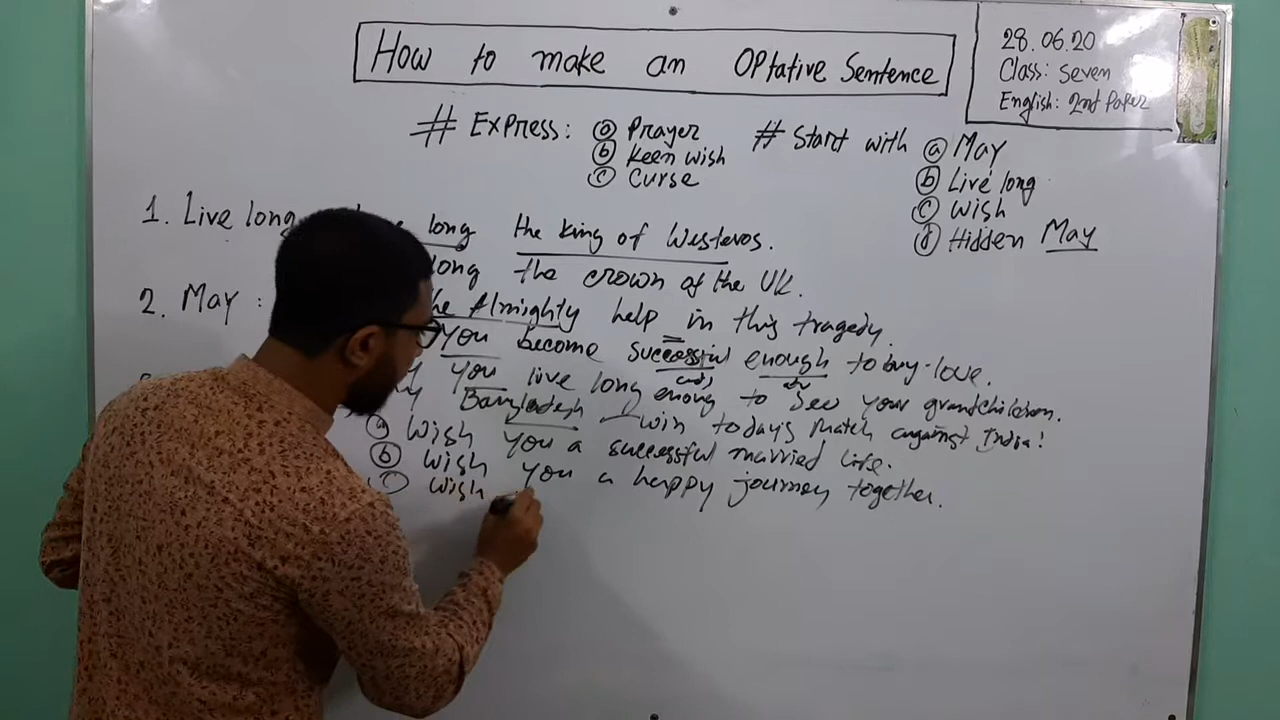 How to make an Optative Sentence
28.06.20
Class: Seven
English: 2nd Paper
# Express: (a) Prayer
(b) Keen wish
(c) Curse
# Start with (a) May
(b) Live long
(c) Wish
(d) Hidden May
1. Live long long the king of Westeros.
long the crown of the UK.
2. May : the Almighty help in this tragedy.
You become successful enough to buy love.
You live long enough to see your grandchildren.
Bangladesh win today's match against India!
(a) Wish you a successful married life.
(b) Wish you a happy journey together.
(c) Wish